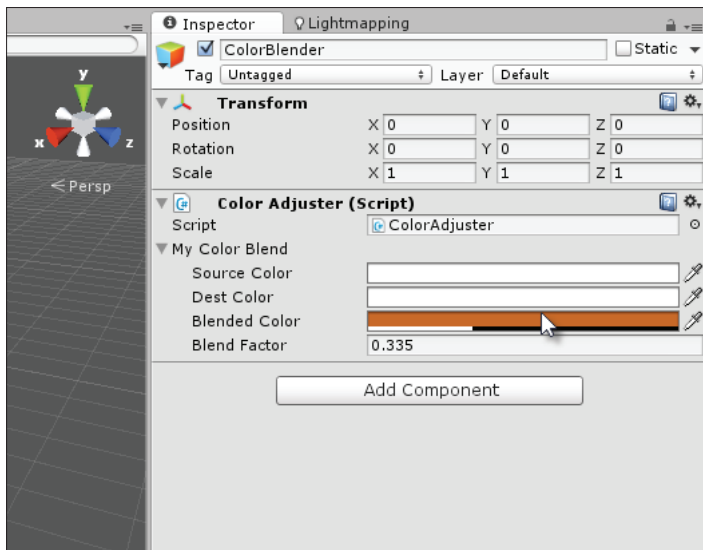 Inspector Lightmapping
ColorBlender Static
Tag Untagged Layer Default
y
x z
Persp
Transform
Position X 0 Y 0 Z 0
Rotation X 0 Y 0 Z 0
Scale X 1 Y 1 Z 1
Color Adjuster (Script)
Script ColorAdjuster
My Color Blend
Source Color
Dest Color
Blended Color
Blend Factor 0.335
Add Component